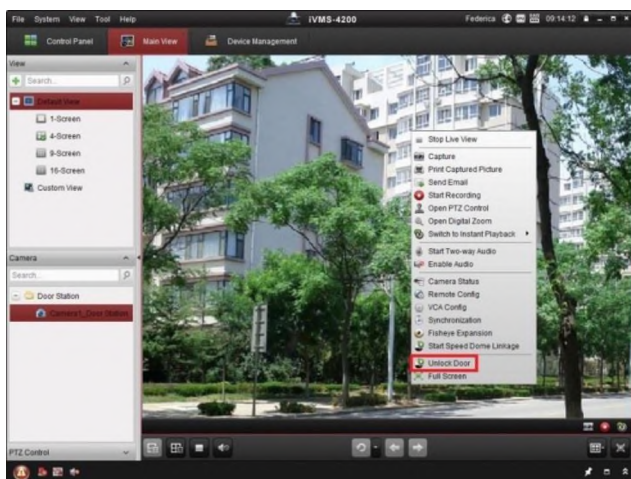 File System View Tool Help
iVMS-4200
Federica
09:14:12
Control Panel
Main View
Device Management
View
Search...
Default View
1-Screen
4-Screen
9-Screen
16-Screen
Custom View
Camera
Search...
Door Station
Camera1_Door Station
PTZ Control
Stop Live View
Capture
Print Captured Picture
Send Email
Start Recording
Open PTZ Control
Open Digital Zoom
Switch to Instant Playback
Start Two-way Audio
Enable Audio
Camera Status
Remote Config
VCA Config
Synchronization
Fisheye Expansion
Start Speed Dome Linkage
Unlock Door
Full Screen